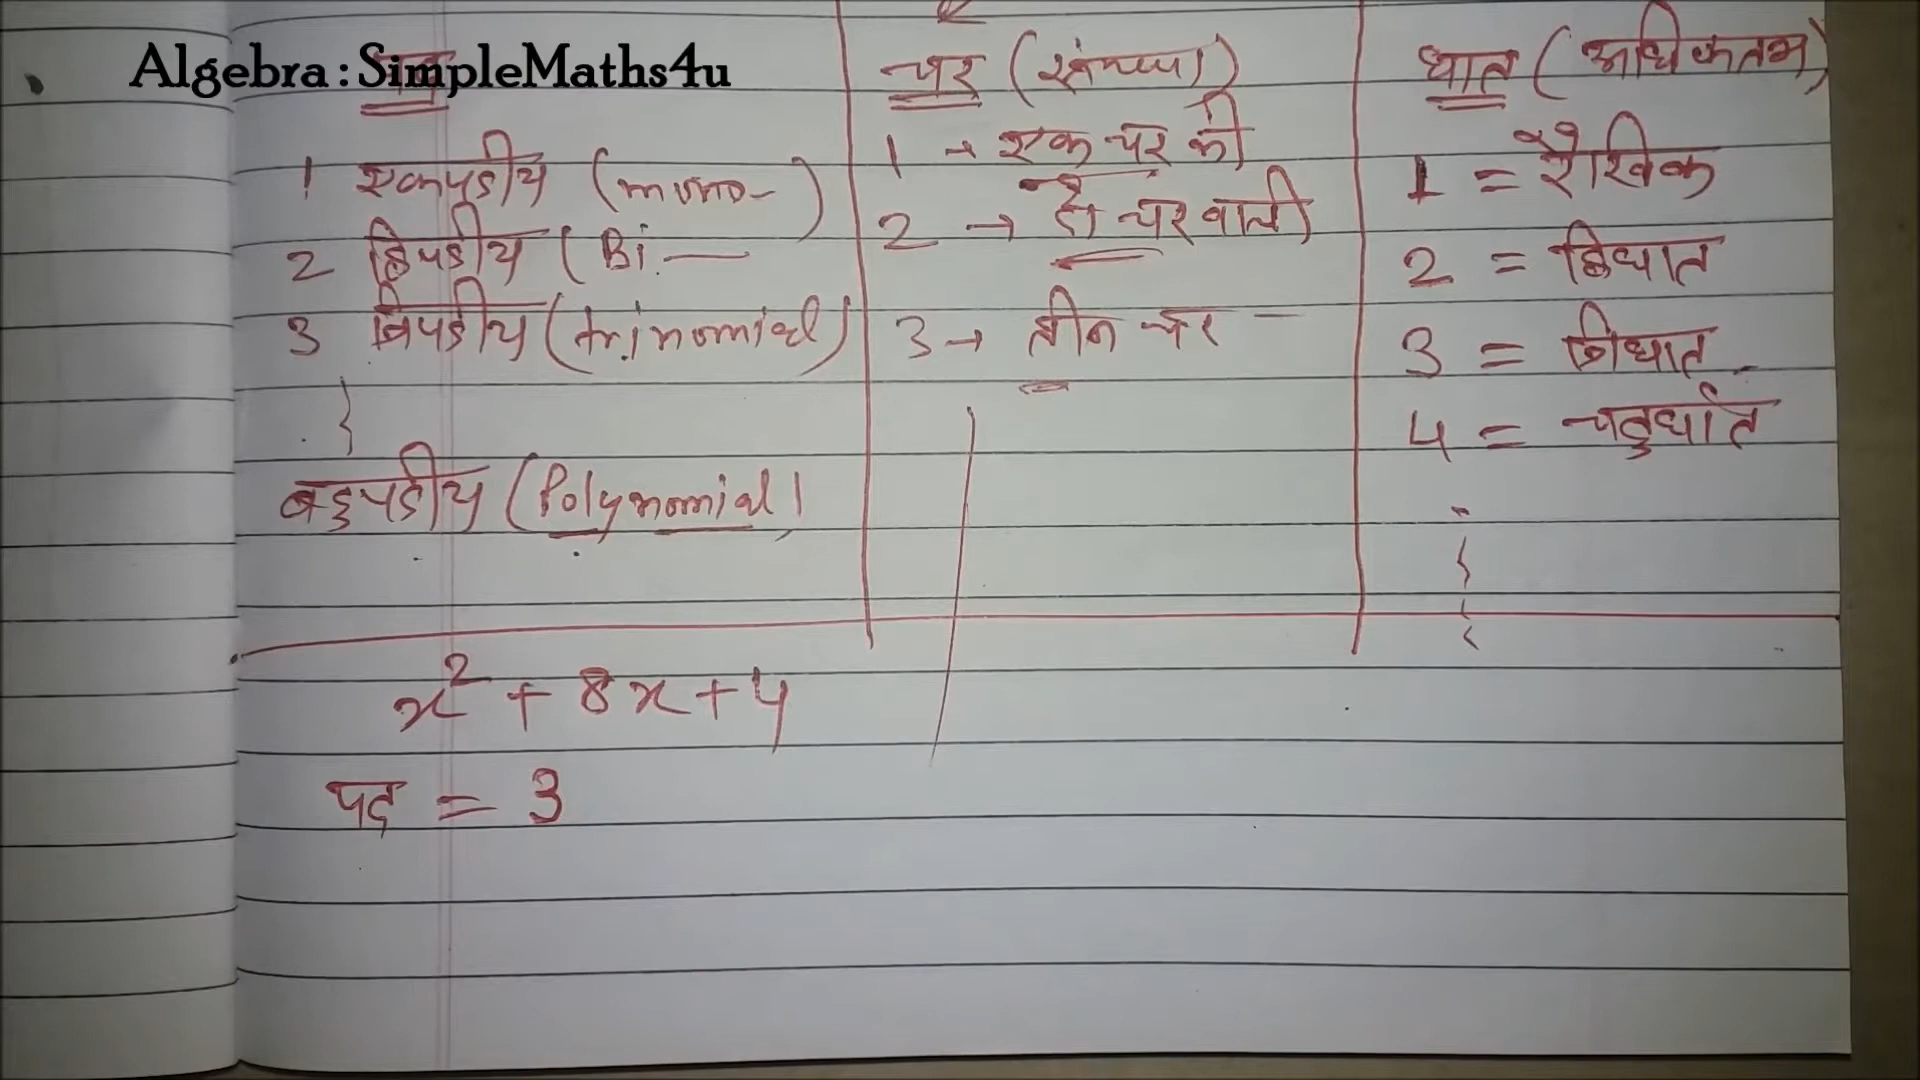 Algebra : SimpleMaths4u
पद
1 एकपदीय (mono-)
2 द्विपदीय (Bi.—
3 त्रिपदीय (trinomial)
बहुपदीय (Polynomial)
चर (संख्या)
1 → एक चर की
2 → दो चर वाली
3 → तीन चर —
घात (अधिकतम)
1 = रैखिक
2 = द्विघात
3 = त्रिघात
4 = चतुर्घात
x² + 8x + 4
पद = 3